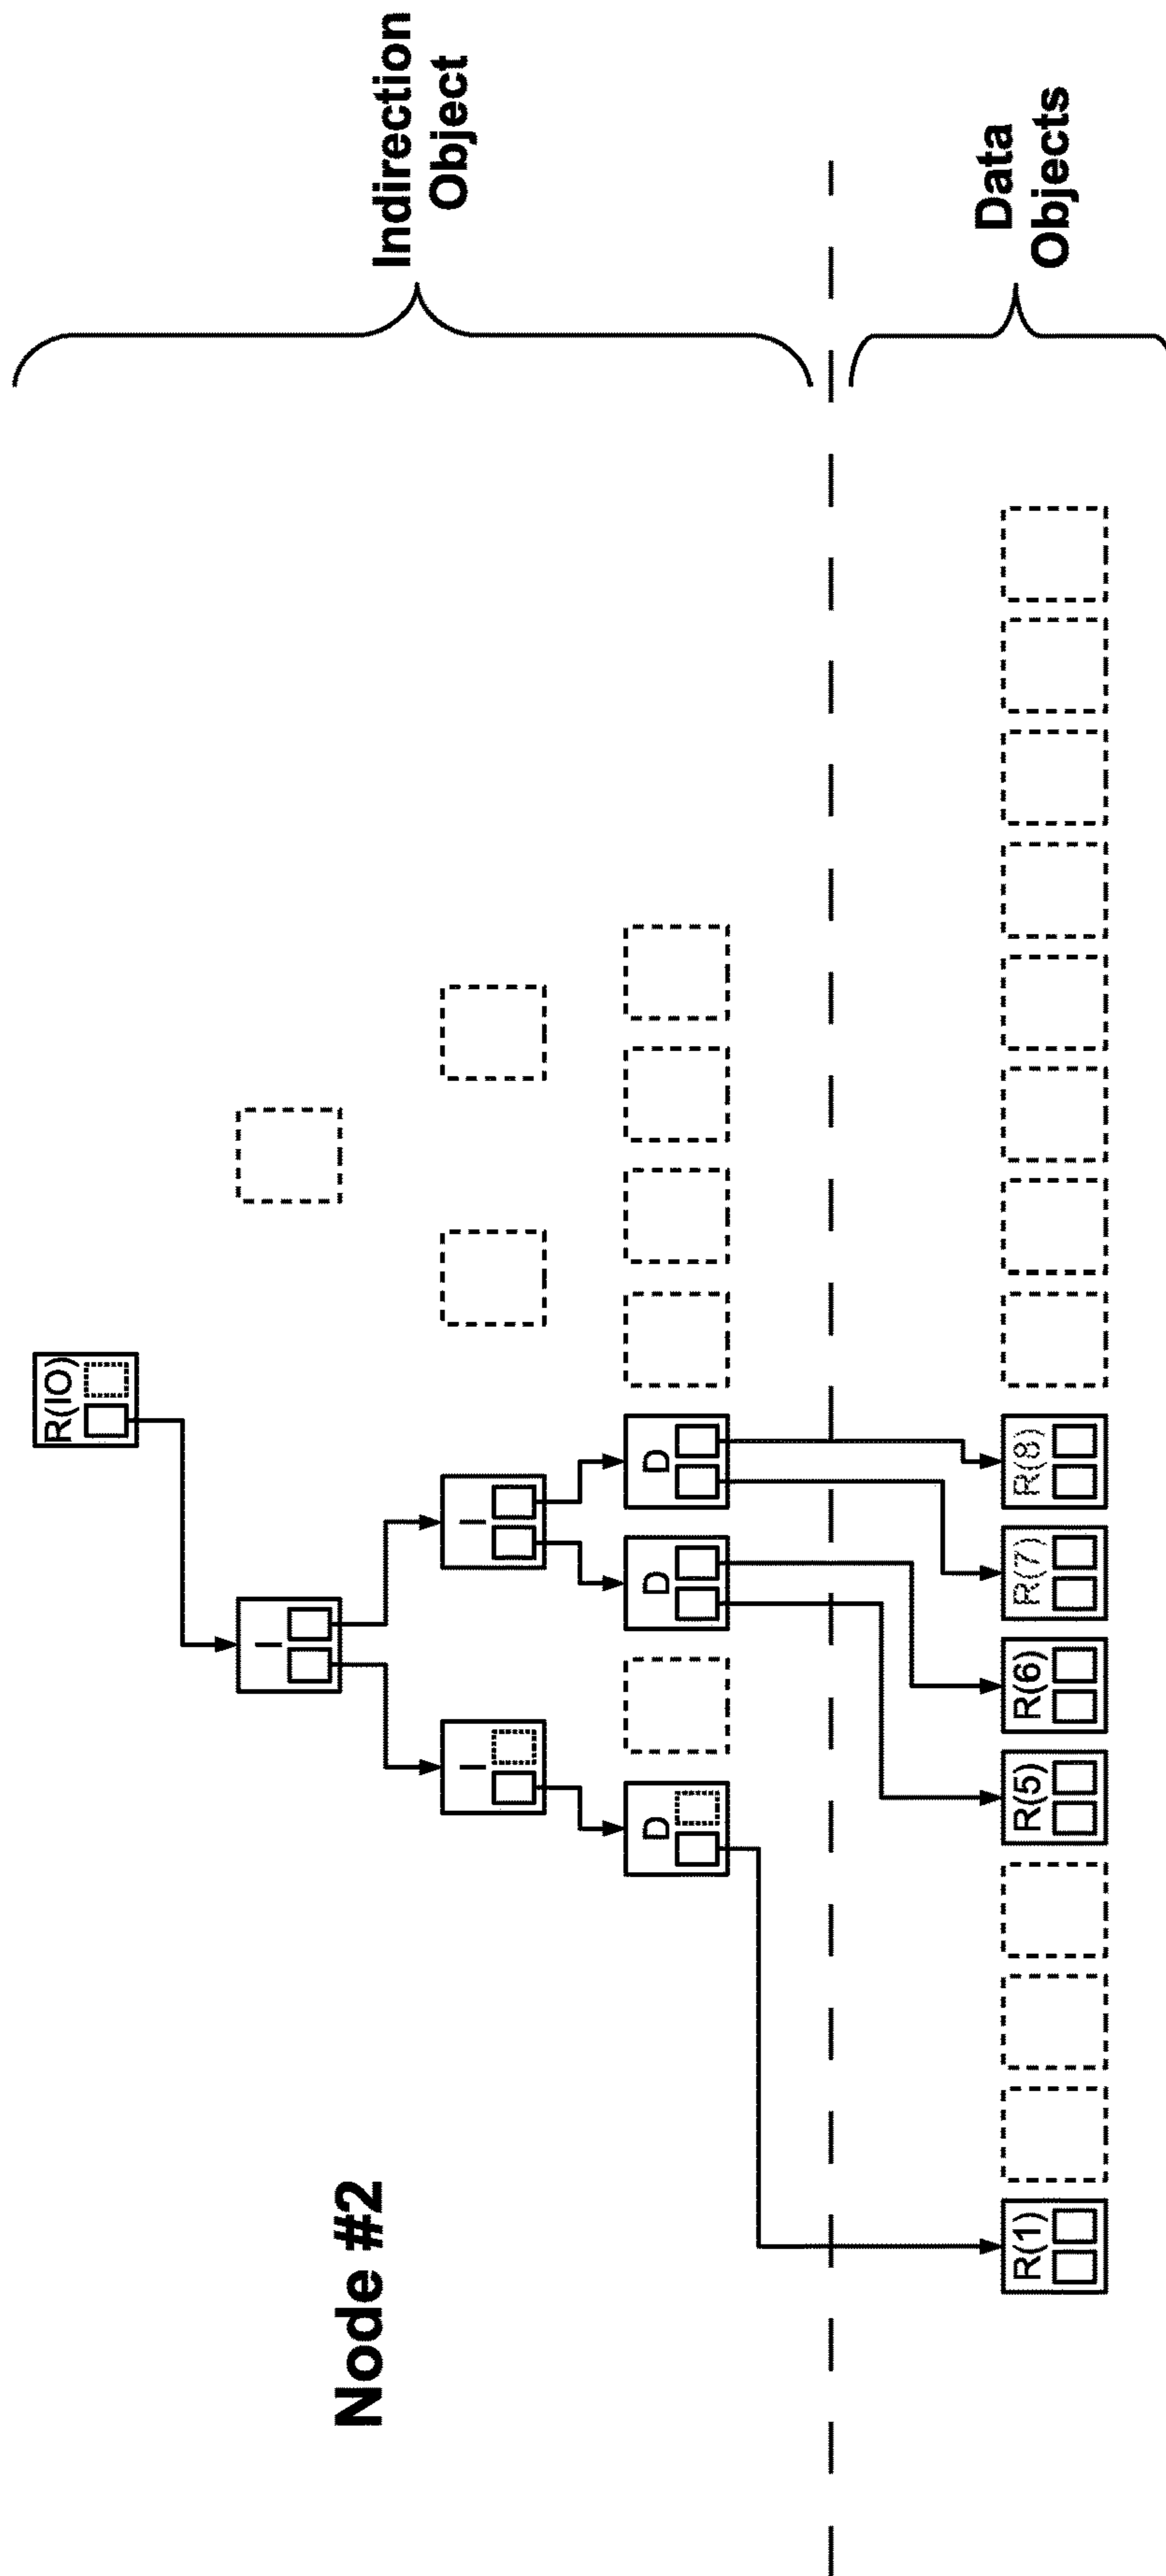 Node #2
R(IO)
I
I
I
D
D
D
R(1)
R(5)
R(6)
R(7)
R(8)
Indirection
Object
Data
Objects